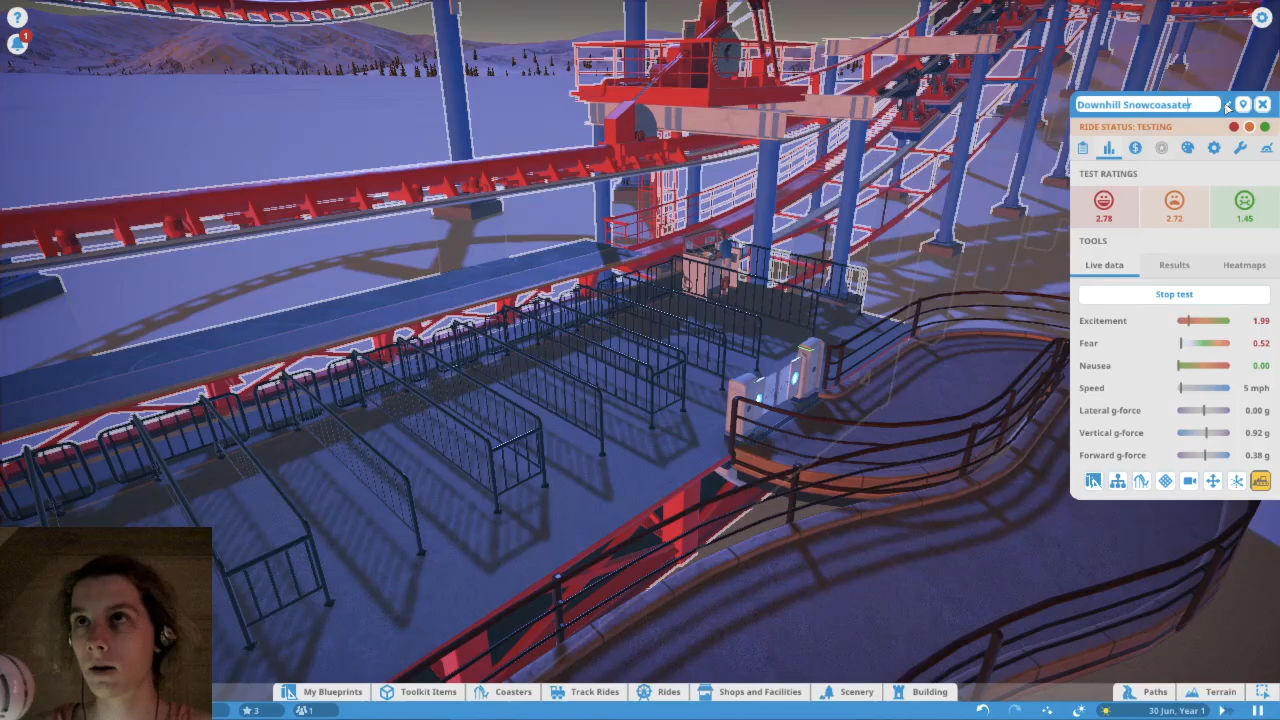 ?
1
Downhill Snowcoasater
RIDE STATUS: TESTING
TEST RATINGS
2.78
2.72
1.45
TOOLS
Live data
Results
Heatmaps
Stop test
Excitement 1.99
Fear 0.52
Nausea 0.00
Speed 5 mph
Lateral g-force 0.00 g
Vertical g-force 0.92 g
Forward g-force 0.38 g
My Blueprints
Toolkit Items
Coasters
Track Rides
Rides
Shops and Facilities
Scenery
Building
Paths
Terrain
3
1
30 Jun, Year 1